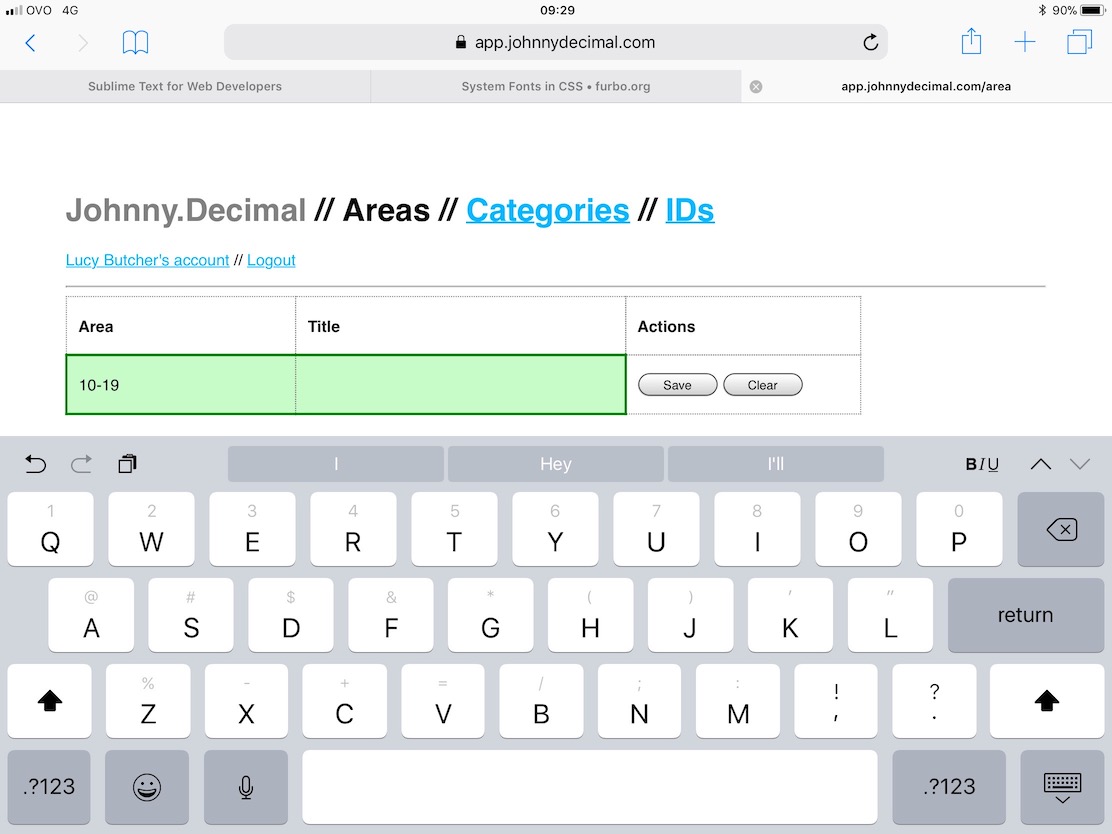 OVO 4G 09:29 90%
app.johnnydecimal.com
Sublime Text for Web Developers System Fonts in CSS • furbo.org app.johnnydecimal.com/area
Johnny.Decimal // Areas // Categories // IDs
Lucy Butcher's account // Logout
Area Title Actions
10-19 Save Clear
I Hey I'll BIU
1 2 3 4 5 6 7 8 9 0
Q W E R T Y U I O P
@ # $ & * ( ) ' "
A S D F G H J K L return
% - + = / ; : ! ?
Z X C V B N M , .
.?123 .?123